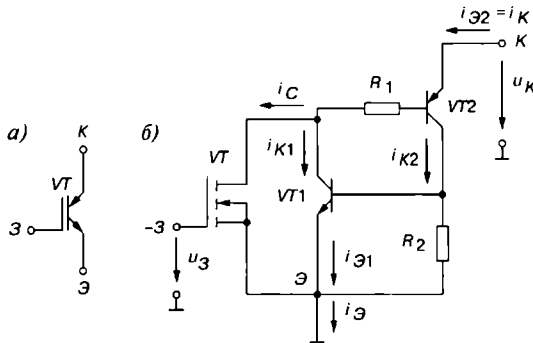 i_Э2 = i_К
К
i_C
R_1
u_К
VT2
а)
К
б)
VT
i_К1
i_К2
VT
З
VT1
-З
u_З
R_2
Э
i_Э1
Э
i_Э